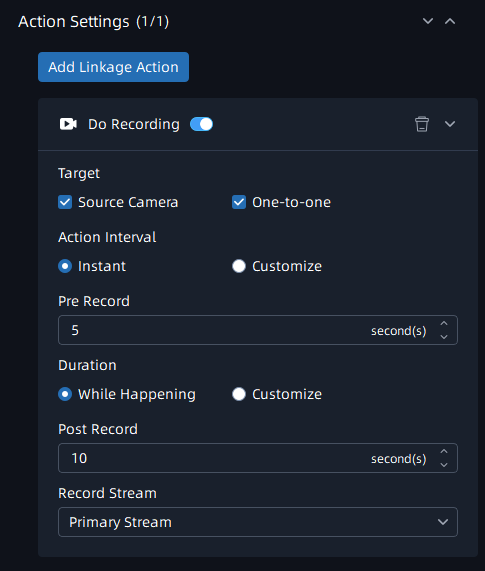 Action Settings (1/1)
Add Linkage Action
Do Recording
Target
Source Camera One-to-one
Action Interval
Instant Customize
Pre Record
5 second(s)
Duration
While Happening Customize
Post Record
10 second(s)
Record Stream
Primary Stream